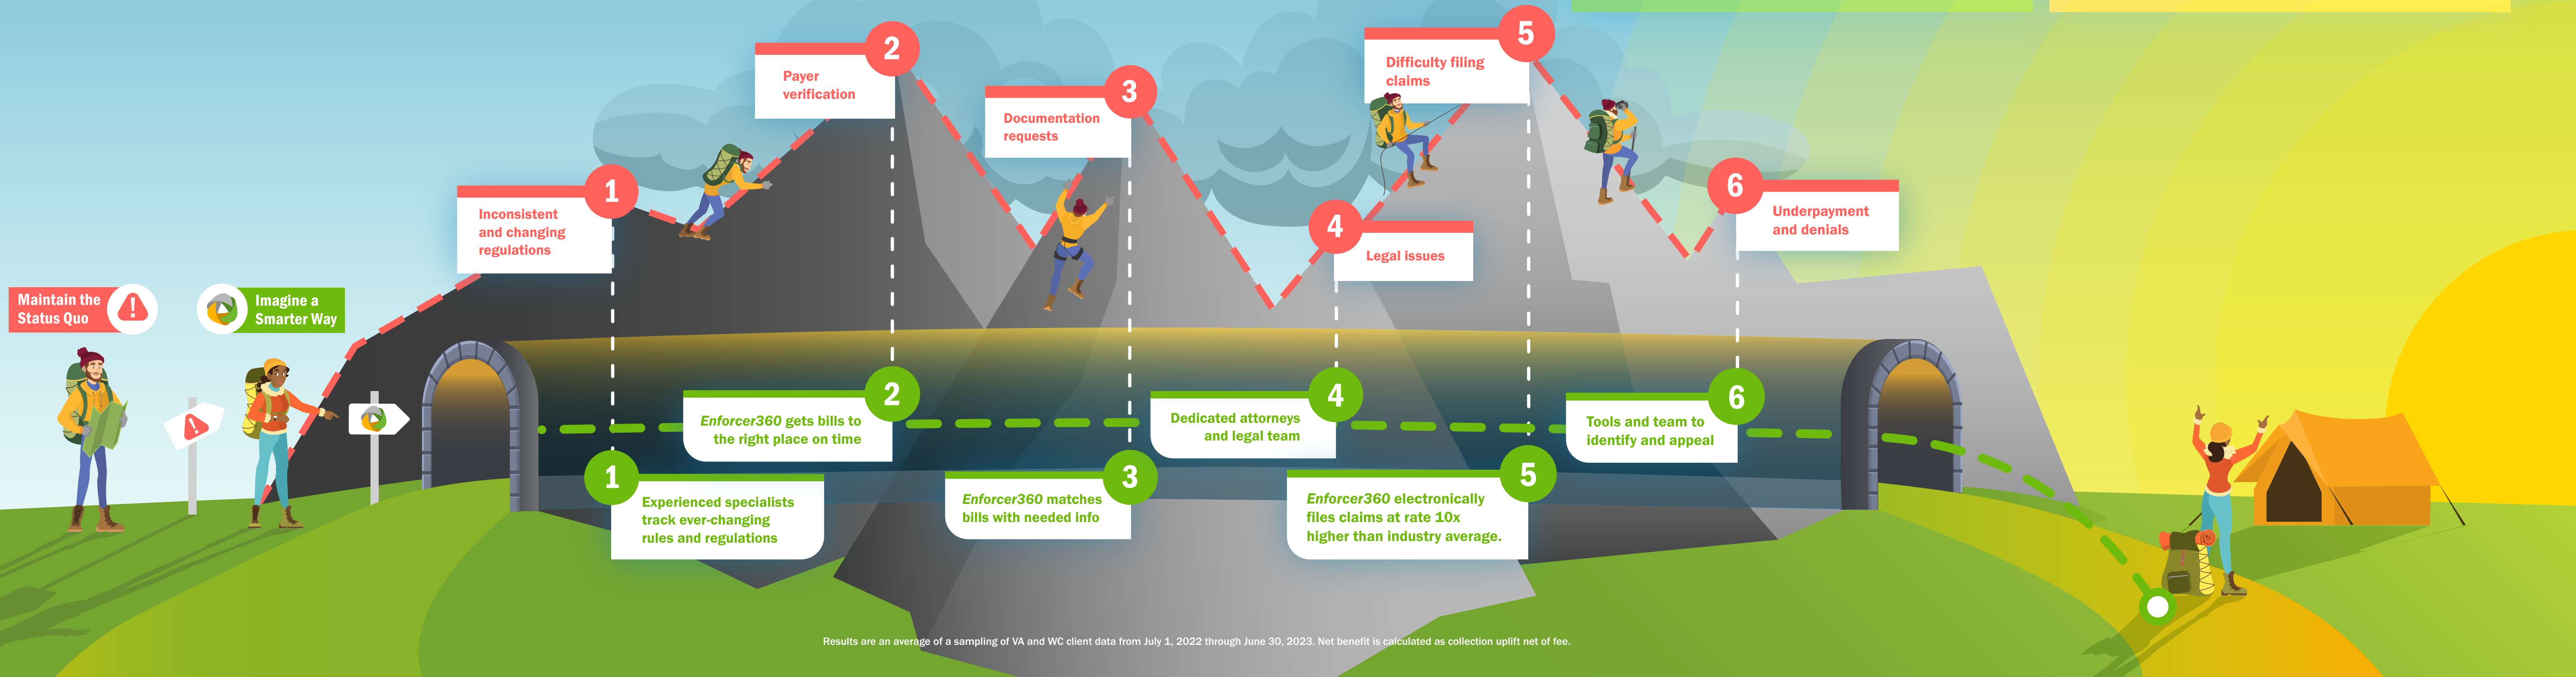 Maintain the
Status Quo
!
Imagine a
Smarter Way
!
1
Inconsistent
and changing
regulations
2
Payer
verification
3
Documentation
requests
4
Legal issues
5
Difficulty filing
claims
6
Underpayment
and denials
1
Experienced specialists
track ever-changing
rules and regulations
2
Enforcer360 gets bills to
the right place on time
3
Enforcer360 matches
bills with needed info
4
Dedicated attorneys
and legal team
5
Enforcer360 electronically
files claims at rate 10x
higher than industry average.
6
Tools and team to
identify and appeal
Results are an average of a sampling of VA and WC client data from July 1, 2022 through June 30, 2023. Net benefit is calculated as collection uplift net of fee.